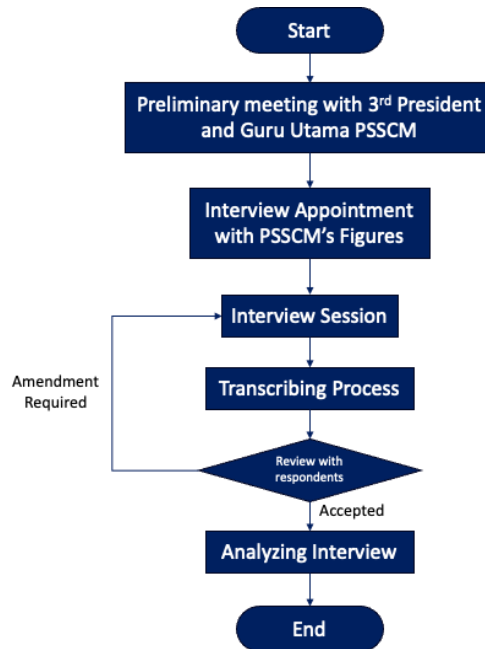 Start
Preliminary meeting with 3rd President
and Guru Utama PSSCM
Interview Appointment
with PSSCM's Figures
Interview Session
Transcribing Process
Amendment
Required
Review with
respondents
Accepted
Analyzing Interview
End